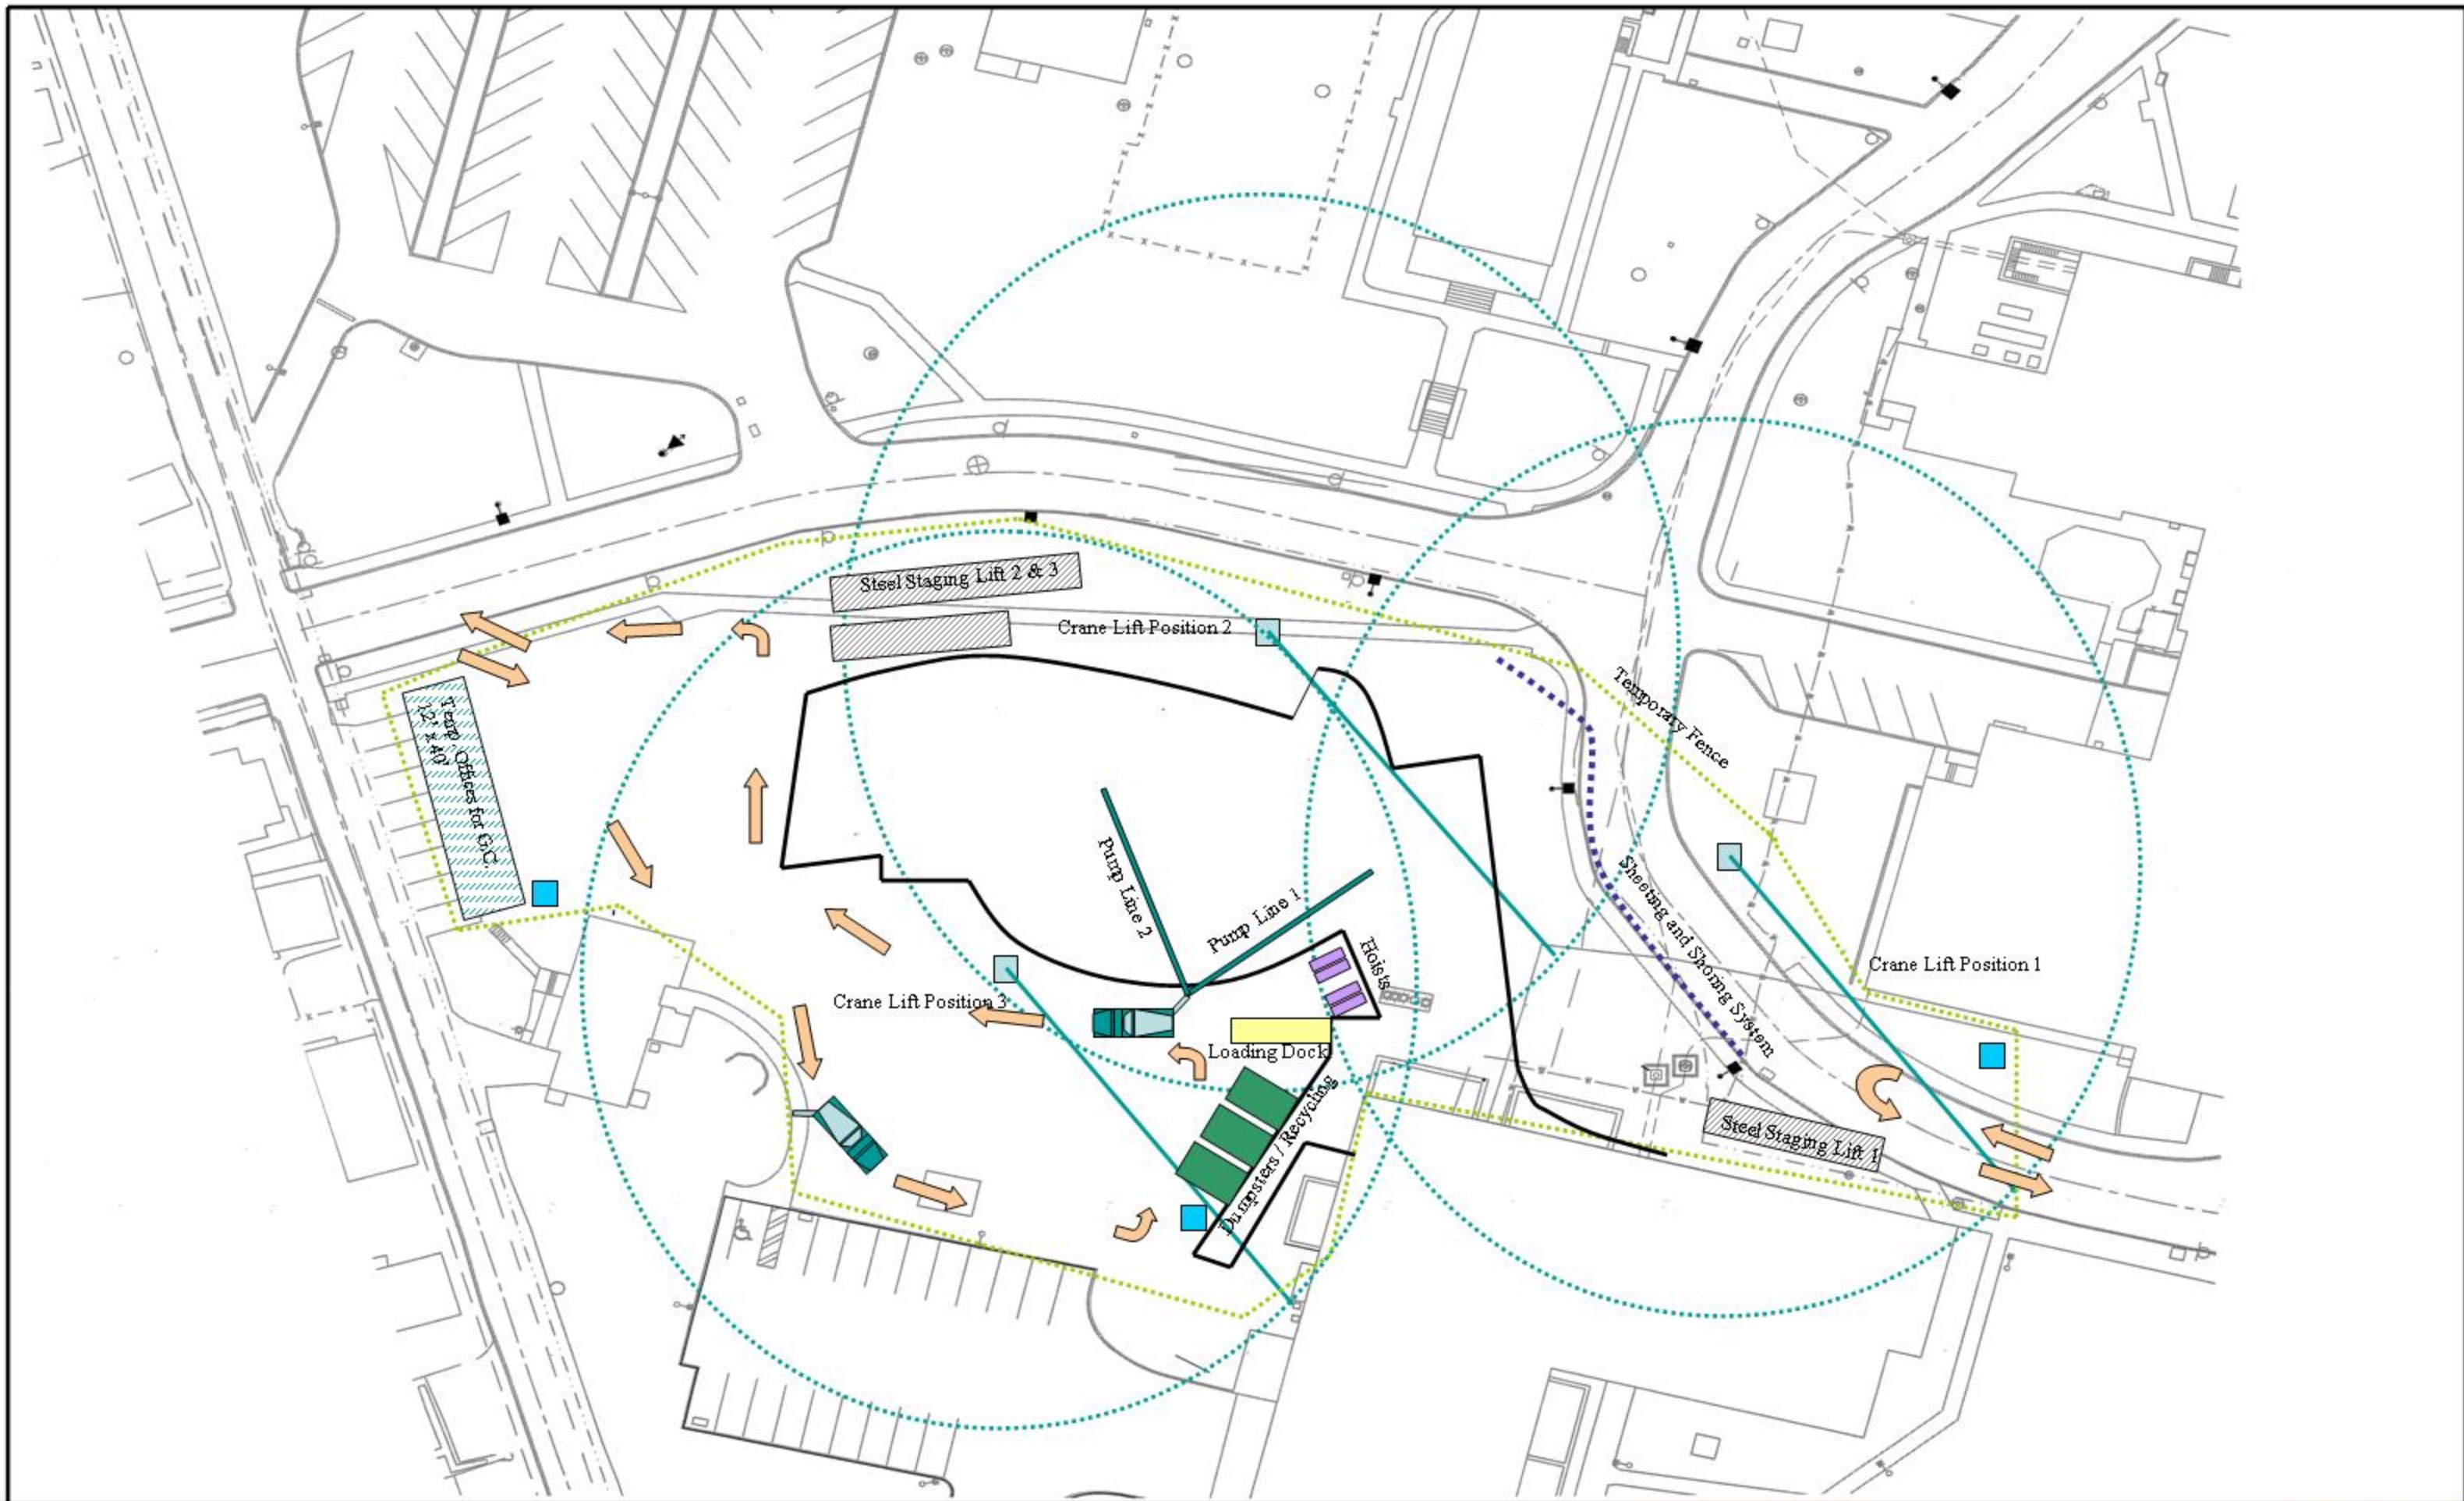 Steel Staging Lift 2 & 3
Crane Lift Position 2
Temporary Fence
Temp. Offices for G.C.
12' x 40'
Pump Line 2
Pump Line 1
Hoists
Sheeting and Shoring System
Crane Lift Position 1
Crane Lift Position 3
Loading Dock
Dumpsters / Recycling
Steel Staging Lift 1